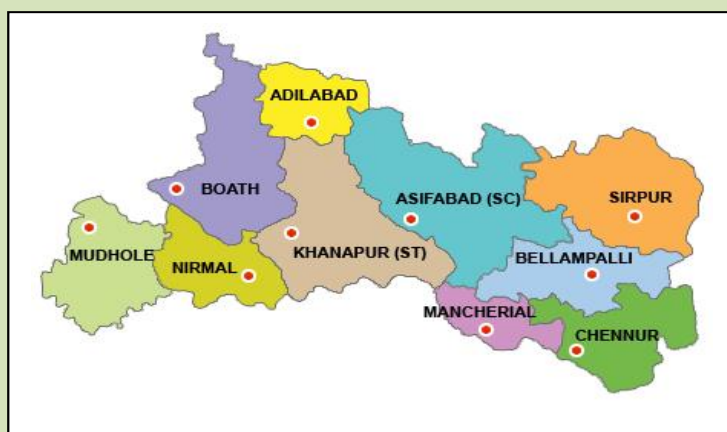 ADILABAD
BOATH
ASIFABAD (SC)
SIRPUR
MUDHOLE
NIRMAL
KHANAPUR (ST)
BELLAMPALLI
MANCHERIAL
CHENNUR